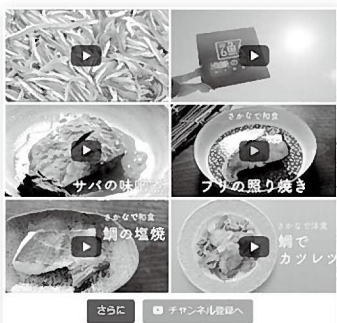 魚
サバの味噌
さかなで和食
ブリの照り焼き
さかなで和食
鯛の塩焼
さかなで洋食
鯛で
カツレツ
さらに
チャンネル登録へ